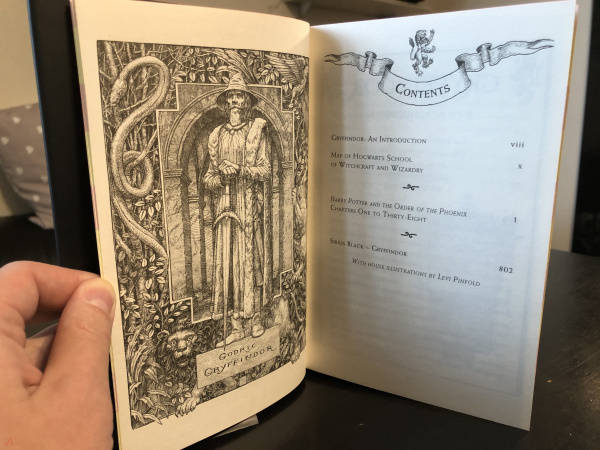 GODRIC
GRYFFINDOR
CONTENTS
GRYFFINDOR: AN INTRODUCTION viii
MAP OF HOGWARTS SCHOOL
OF WITCHCRAFT AND WIZARDRY x
HARRY POTTER AND THE ORDER OF THE PHOENIX
CHAPTERS ONE TO THIRTY-EIGHT 1
SIRIUS BLACK – GRYFFINDOR 802
WITH HOUSE ILLUSTRATIONS BY LEVI PINFOLD